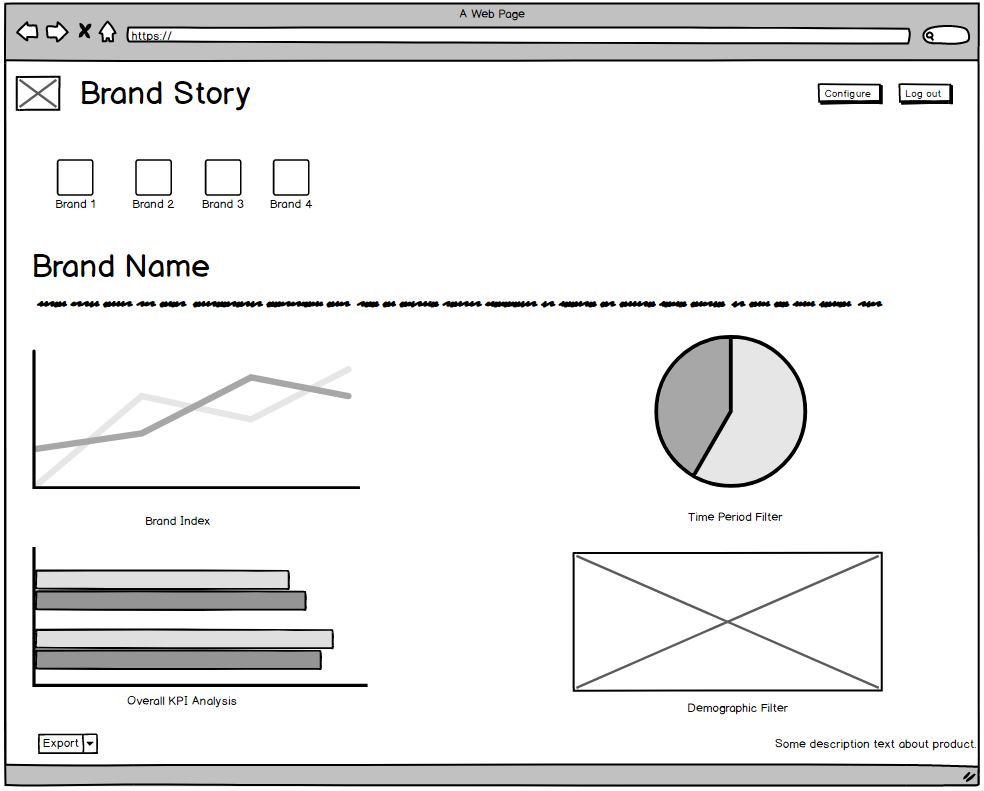 A Web Page
https://
Brand Story
Configure
Log out
Brand 1
Brand 2
Brand 3
Brand 4
Brand Name
Brand Index
Time Period Filter
Overall KPI Analysis
Demographic Filter
Export
Some description text about product.